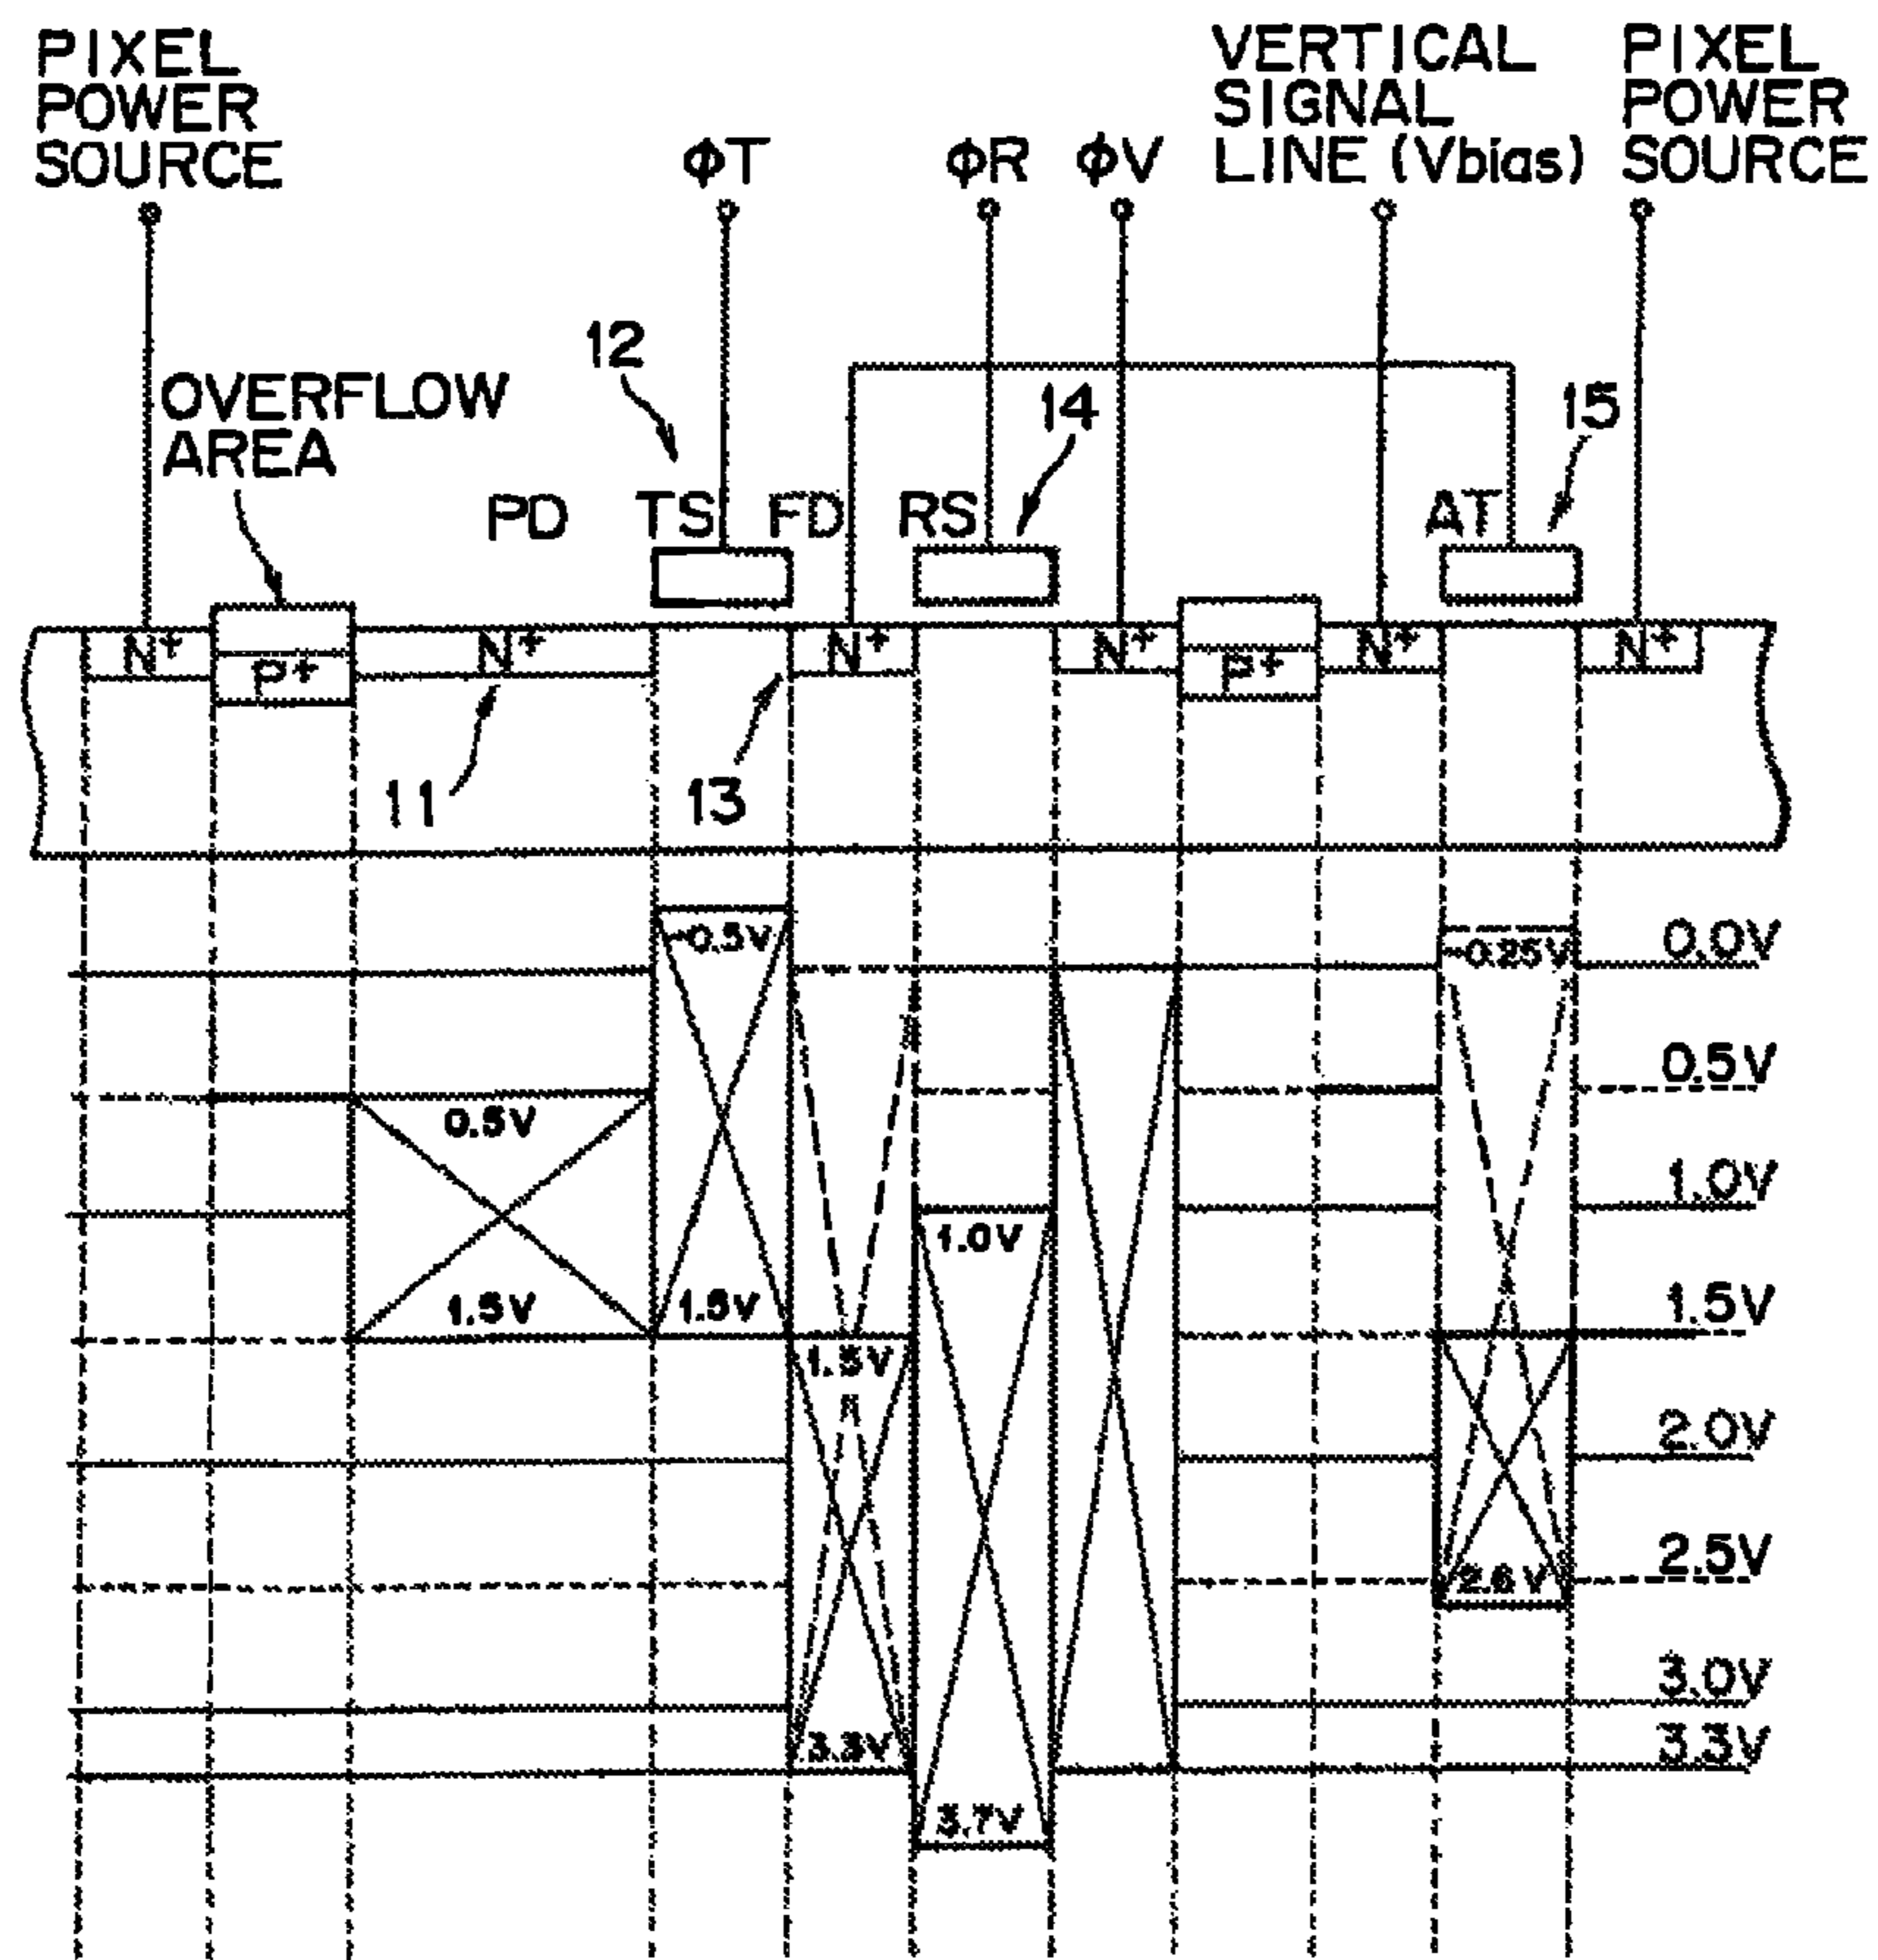 PIXEL
POWER
SOURCE
ΦT
ΦR
ΦV
VERTICAL
SIGNAL
LINE (Vbias)
PIXEL
POWER
SOURCE
12
OVERFLOW
AREA
14
15
PD
TS
FD
RS
AT
N+
P+
N+
N+
N+
P+
N+
N+
11
13
-0.5V
-0.25V
0.0V
0.5V
0.5V
1.0V
1.0V
1.5V
1.5V
1.5V
1.5V
2.0V
2.5V
2.6V
3.0V
3.3V
3.3V
3.7V